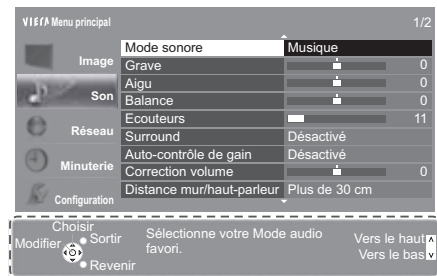 VIERA Menu principal 1/2
Image
Son
Réseau
Minuterie
Configuration
Mode sonore Musique
Grave 0
Aigu 0
Balance 0
Ecouteurs 11
Surround Désactivé
Auto-contrôle de gain Désactivé
Correction volume 0
Distance mur/haut-parleur Plus de 30 cm
Choisir
Modifier
Sortir
Revenir
Sélectionne votre Mode audio
favori.
Vers le haut
Vers le bas